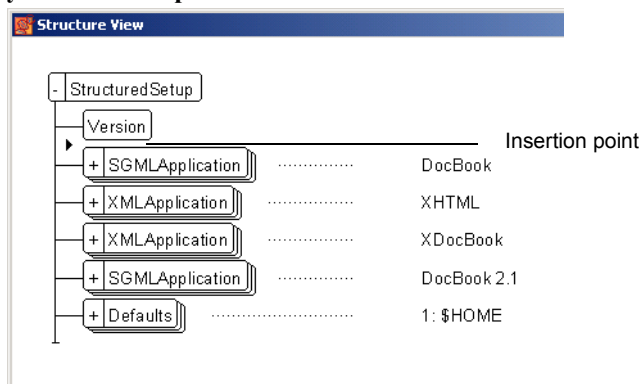 Structure View
- StructuredSetup
Version
Insertion point
+ SGMLApplication ·············· DocBook
+ XMLApplication ·············· XHTML
+ XMLApplication ·············· XDocBook
+ SGMLApplication ·············· DocBook 2.1
+ Defaults ·························· 1: $HOME